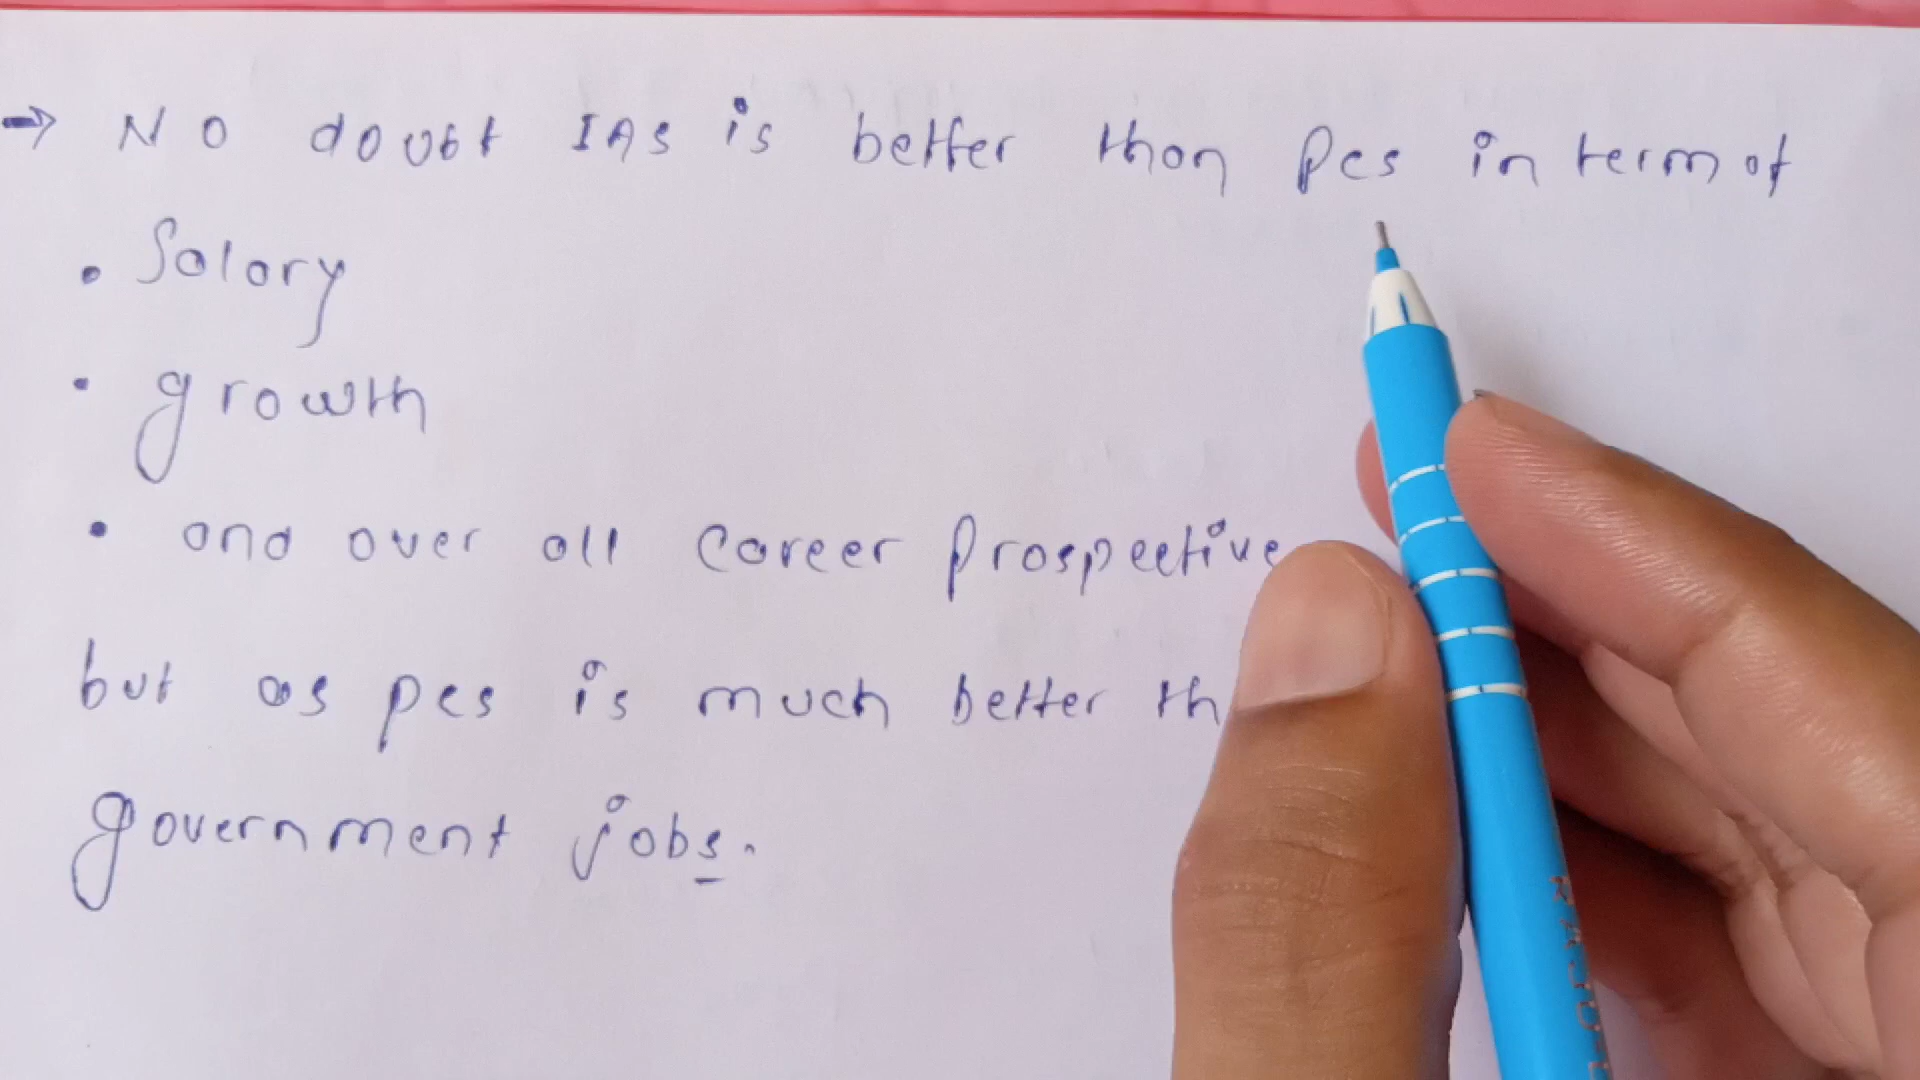 → No doubt IAS is better than Pcs in term of
• Salary
• growth
• and over all career Prospective
but as pcs is much better th
government jobs.